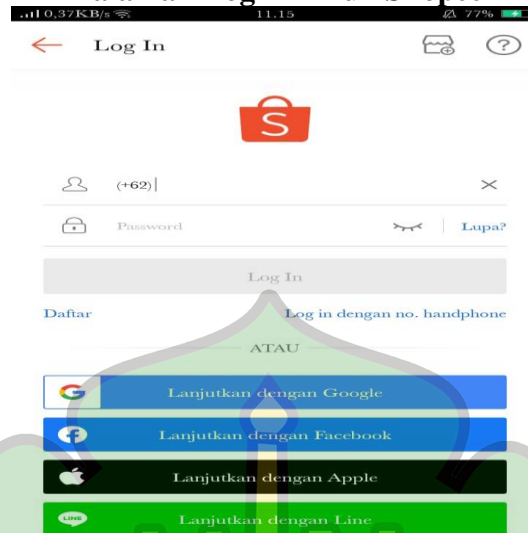 0,37KB/s 11.15 77%
Log In
S
(+62)
Password Lupa?
Log In
Daftar Log in dengan no. handphone
ATAU
G Lanjutkan dengan Google
f Lanjutkan dengan Facebook
Lanjutkan dengan Apple
LINE Lanjutkan dengan Line